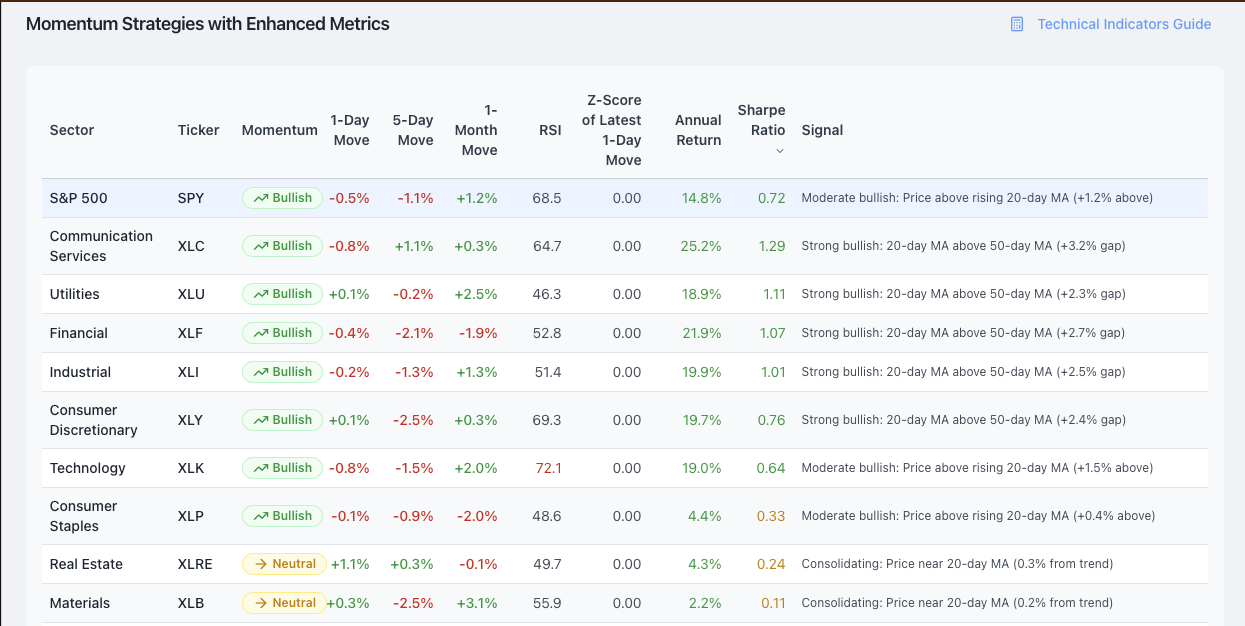 Momentum Strategies with Enhanced Metrics
Technical Indicators Guide
Sector Ticker Momentum 1-Day Move 5-Day Move 1-Month Move RSI Z-Score of Latest 1-Day Move Annual Return Sharpe Ratio Signal
S&P 500 SPY Bullish -0.5% -1.1% +1.2% 68.5 0.00 14.8% 0.72 Moderate bullish: Price above rising 20-day MA (+1.2% above)
Communication Services XLC Bullish -0.8% +1.1% +0.3% 64.7 0.00 25.2% 1.29 Strong bullish: 20-day MA above 50-day MA (+3.2% gap)
Utilities XLU Bullish +0.1% -0.2% +2.5% 46.3 0.00 18.9% 1.11 Strong bullish: 20-day MA above 50-day MA (+2.3% gap)
Financial XLF Bullish -0.4% -2.1% -1.9% 52.8 0.00 21.9% 1.07 Strong bullish: 20-day MA above 50-day MA (+2.7% gap)
Industrial XLI Bullish -0.2% -1.3% +1.3% 51.4 0.00 19.9% 1.01 Strong bullish: 20-day MA above 50-day MA (+2.5% gap)
Consumer Discretionary XLY Bullish +0.1% -2.5% +0.3% 69.3 0.00 19.7% 0.76 Strong bullish: 20-day MA above 50-day MA (+2.4% gap)
Technology XLK Bullish -0.8% -1.5% +2.0% 72.1 0.00 19.0% 0.64 Moderate bullish: Price above rising 20-day MA (+1.5% above)
Consumer Staples XLP Bullish -0.1% -0.9% -2.0% 48.6 0.00 4.4% 0.33 Moderate bullish: Price above rising 20-day MA (+0.4% above)
Real Estate XLRE Neutral +1.1% +0.3% -0.1% 49.7 0.00 4.3% 0.24 Consolidating: Price near 20-day MA (0.3% from trend)
Materials XLB Neutral +0.3% -2.5% +3.1% 55.9 0.00 2.2% 0.11 Consolidating: Price near 20-day MA (0.2% from trend)